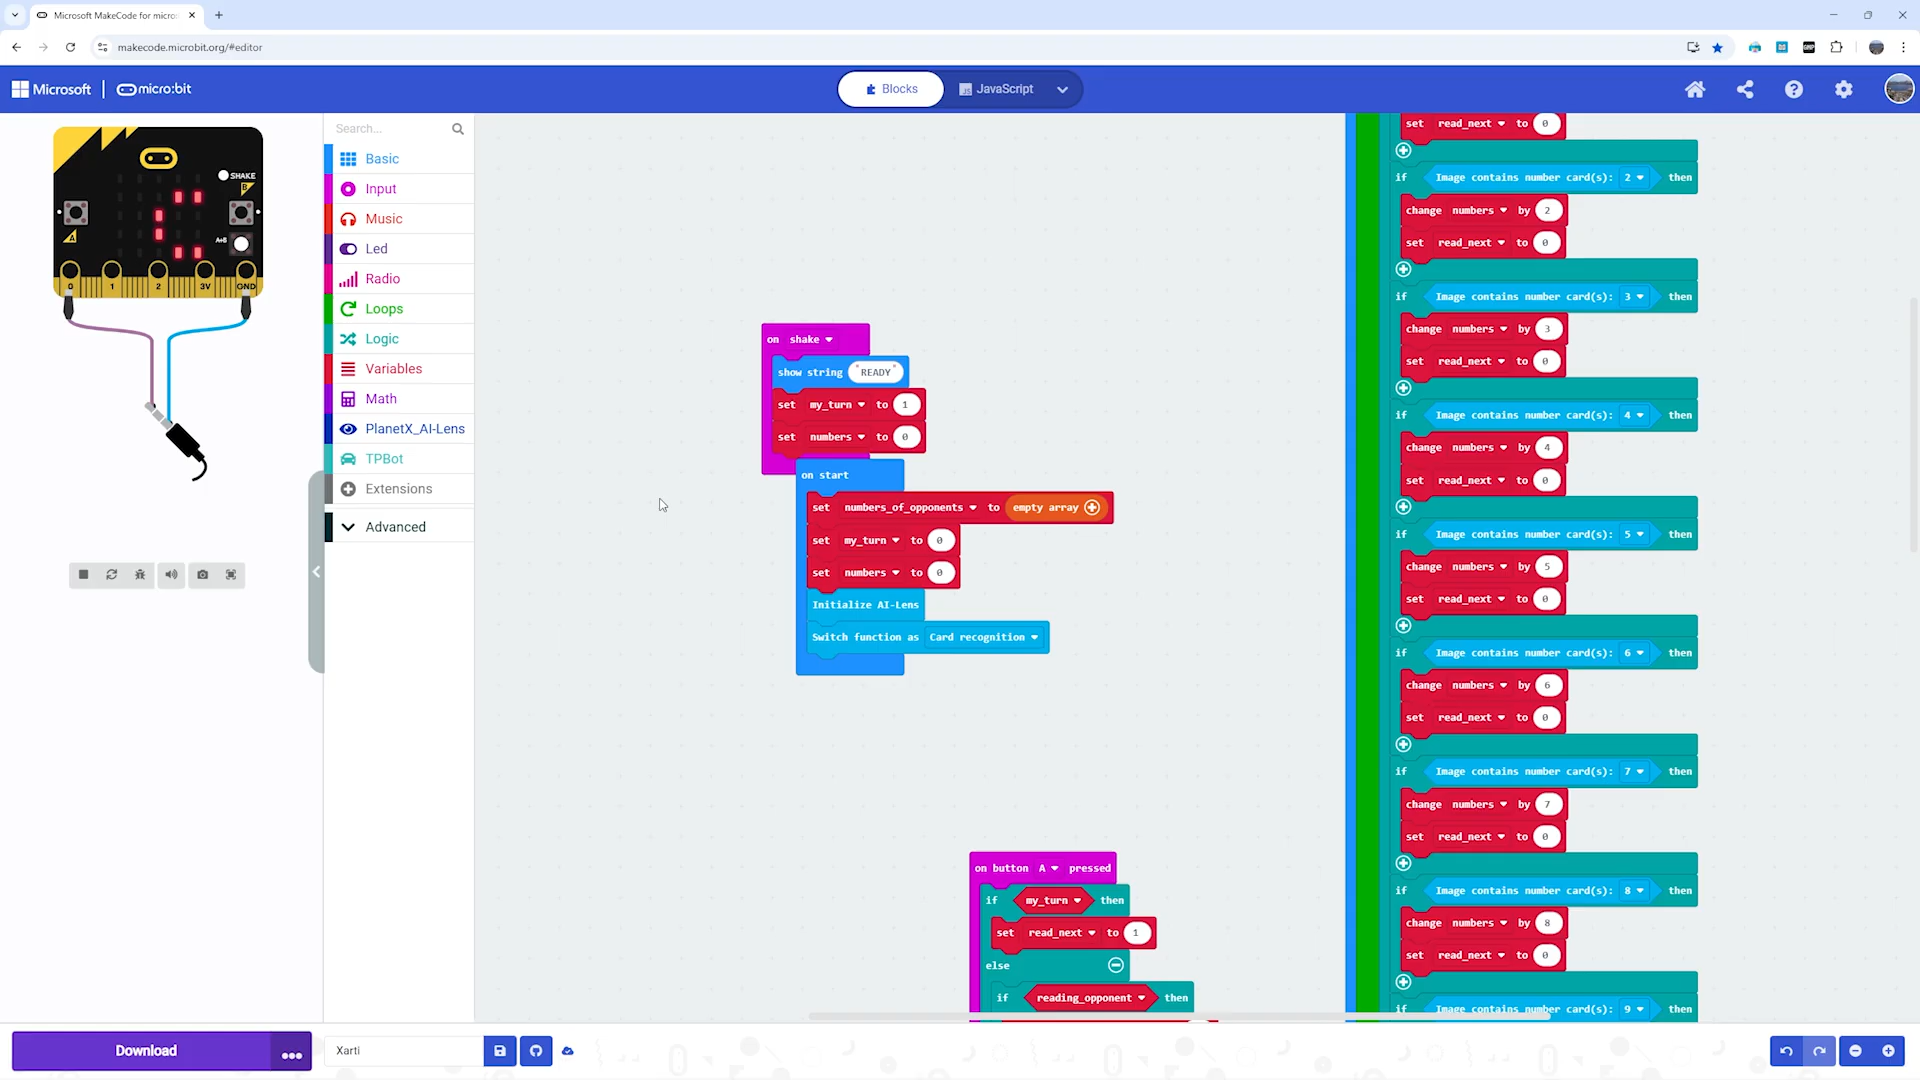 Microsoft MakeCode for micro
makecode.microbit.org/#editor
Microsoft
micro:bit
Blocks
JavaScript
SHAKE
B
A
A+B
0 1 2 3V GND
Search...
Basic
Input
Music
Led
Radio
Loops
Logic
Variables
Math
PlanetX_AI-Lens
TPBot
Extensions
Advanced
on shake
show string "READY"
set my_turn to 1
set numbers to 0
on start
set numbers_of_opponents to empty array
set my_turn to 0
set numbers to 0
Initialize AI-Lens
Switch function as Card recognition
on button A pressed
if my_turn then
set read_next to 1
else
if reading_opponent then
set read_next to 0
if Image contains number card(s): 2 then
change numbers by 2
set read_next to 0
if Image contains number card(s): 3 then
change numbers by 3
set read_next to 0
if Image contains number card(s): 4 then
change numbers by 4
set read_next to 0
if Image contains number card(s): 5 then
change numbers by 5
set read_next to 0
if Image contains number card(s): 6 then
change numbers by 6
set read_next to 0
if Image contains number card(s): 7 then
change numbers by 7
set read_next to 0
if Image contains number card(s): 8 then
change numbers by 8
set read_next to 0
if Image contains number card(s): 9 then
Download
Xarti